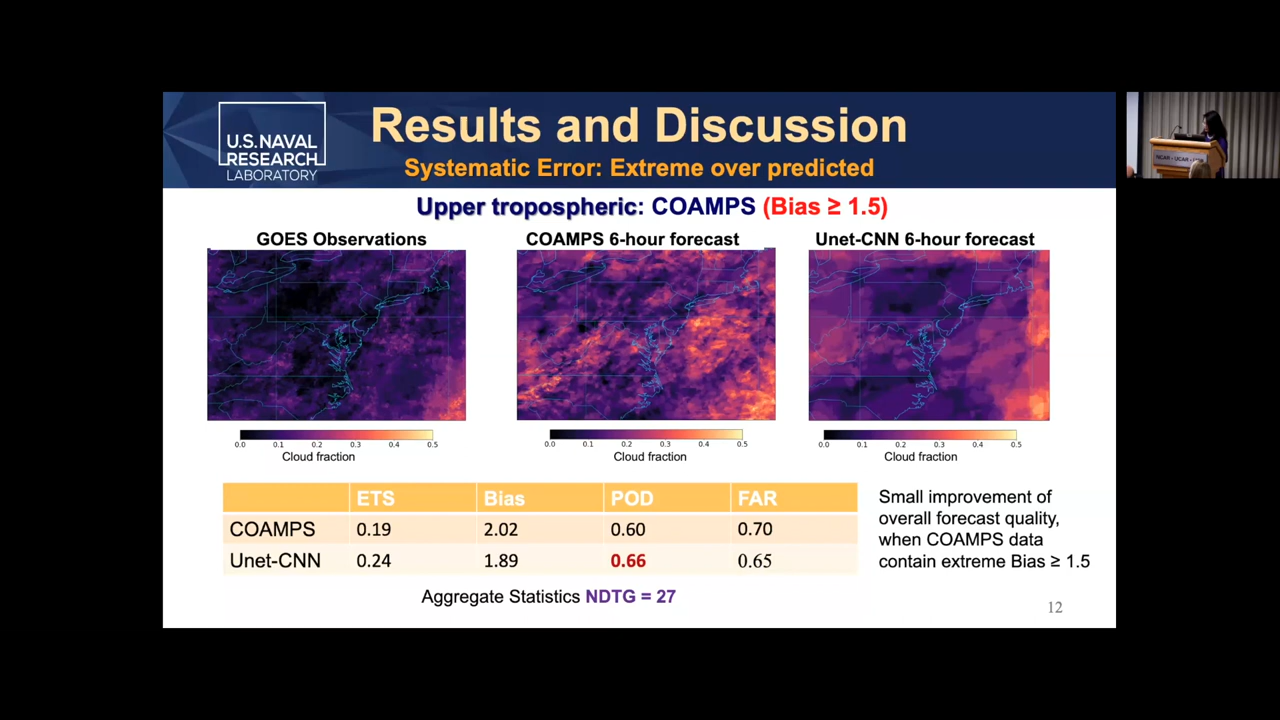 U.S. NAVAL
RESEARCH
LABORATORY
Results and Discussion
Systematic Error: Extreme over predicted
Upper tropospheric: COAMPS (Bias ≥ 1.5)
GOES Observations
COAMPS 6-hour forecast
Unet-CNN 6-hour forecast
0.0 0.1 0.2 0.3 0.4 0.5
Cloud fraction
0.0 0.1 0.2 0.3 0.4 0.5
Cloud fraction
0.0 0.1 0.2 0.3 0.4 0.5
Cloud fraction
ETS Bias POD FAR
COAMPS 0.19 2.02 0.60 0.70
Unet-CNN 0.24 1.89 0.66 0.65
Small improvement of
overall forecast quality,
when COAMPS data
contain extreme Bias ≥ 1.5
Aggregate Statistics NDTG = 27
12